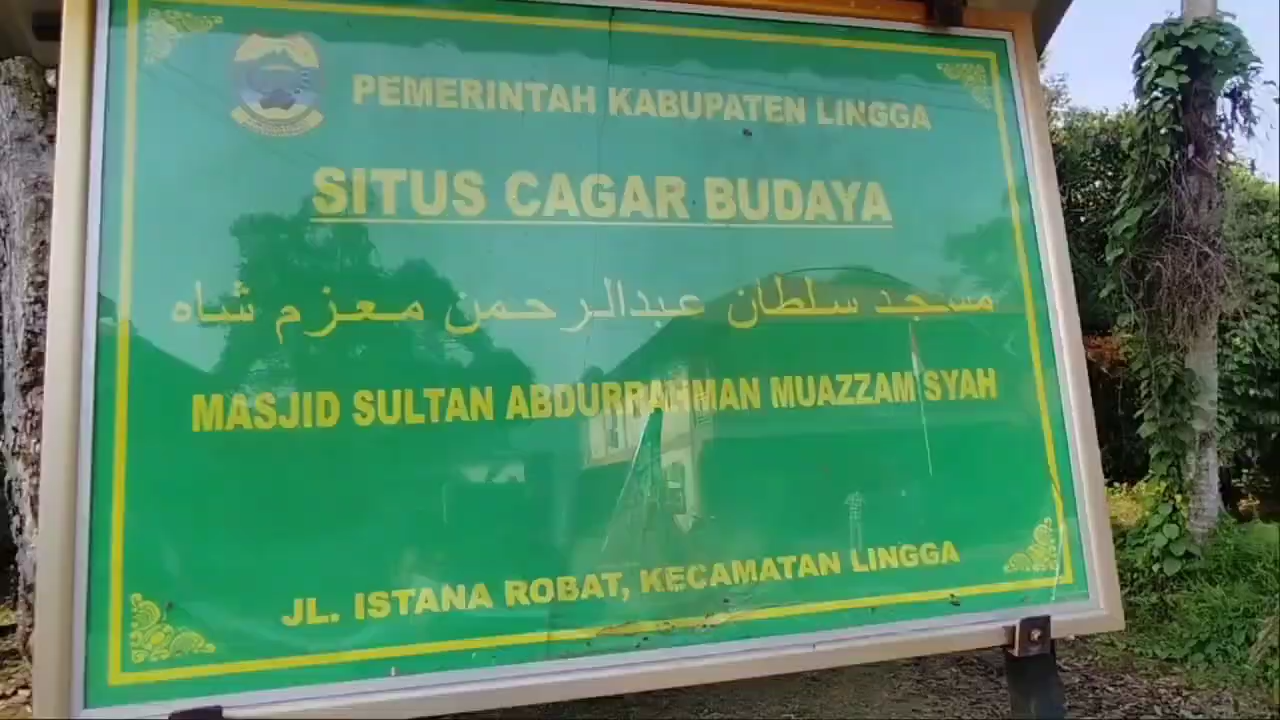 PEMERINTAH KABUPATEN LINGGA
SITUS CAGAR BUDAYA
مسجد سلطان عبدالرحمن معزم شاه
MASJID SULTAN ABDURRAHMAN MUAZZAM SYAH
JL. ISTANA ROBAT, KECAMATAN LINGGA